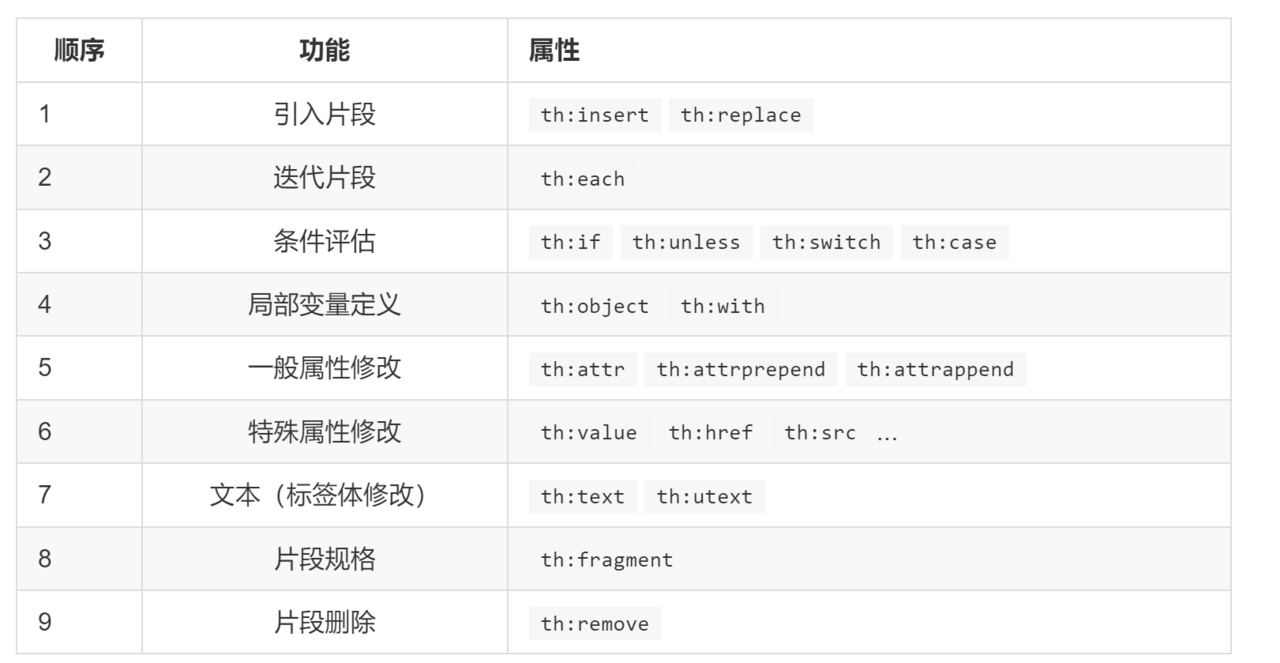 顺序 功能 属性
1 引入片段 th:insert th:replace
2 迭代片段 th:each
3 条件评估 th:if th:unless th:switch th:case
4 局部变量定义 th:object th:with
5 一般属性修改 th:attr th:attrprepend th:attrappend
6 特殊属性修改 th:value th:href th:src ...
7 文本（标签体修改） th:text th:utext
8 片段规格 th:fragment
9 片段删除 th:remove